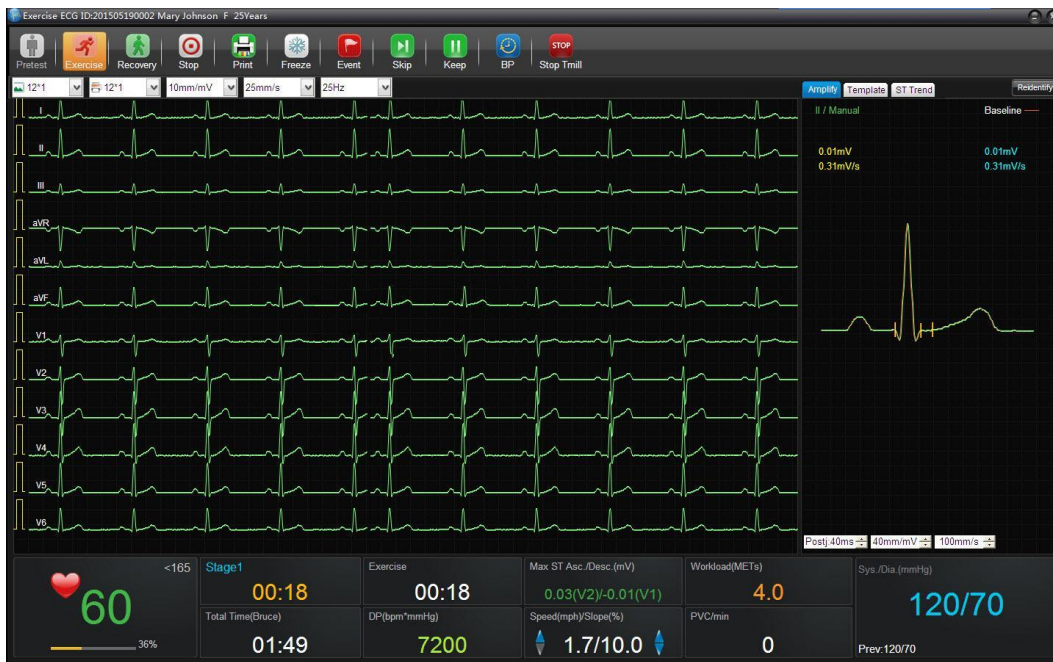 Exercise ECG ID:201505190002 Mary Johnson F 25Years
Pretest Exercise Recovery Stop Print Freeze Event Skip Keep BP STOP Stop Tmill
12*1 12*1 10mm/mV 25mm/s 25Hz
Amplify Template ST Trend Reidentify
I
II
III
aVR
aVL
aVF
V1
V2
V3
V4
V5
V6
II / Manual Baseline
0.01mV 0.01mV
0.31mV/s 0.31mV/s
Postj:40ms 40mm/mV 100mm/s
<165
60
36%
Stage1
00:18
Total Time(Bruce)
01:49
Exercise
00:18
DP(bpm*mmHg)
7200
Max ST Asc./Desc.(mV)
0.03(V2)/-0.01(V1)
Speed(mph)/Slope(%)
1.7/10.0
Workload(METs)
4.0
PVC/min
0
Sys./Dia.(mmHg)
120/70
Prev:120/70